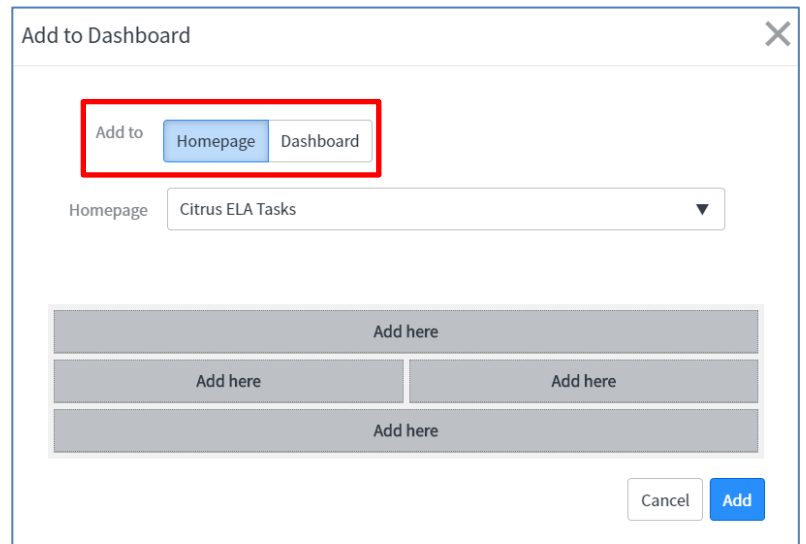 Add to Dashboard
Add to Homepage Dashboard
Homepage Citrus ELA Tasks
Add here
Add here Add here
Add here
Cancel Add